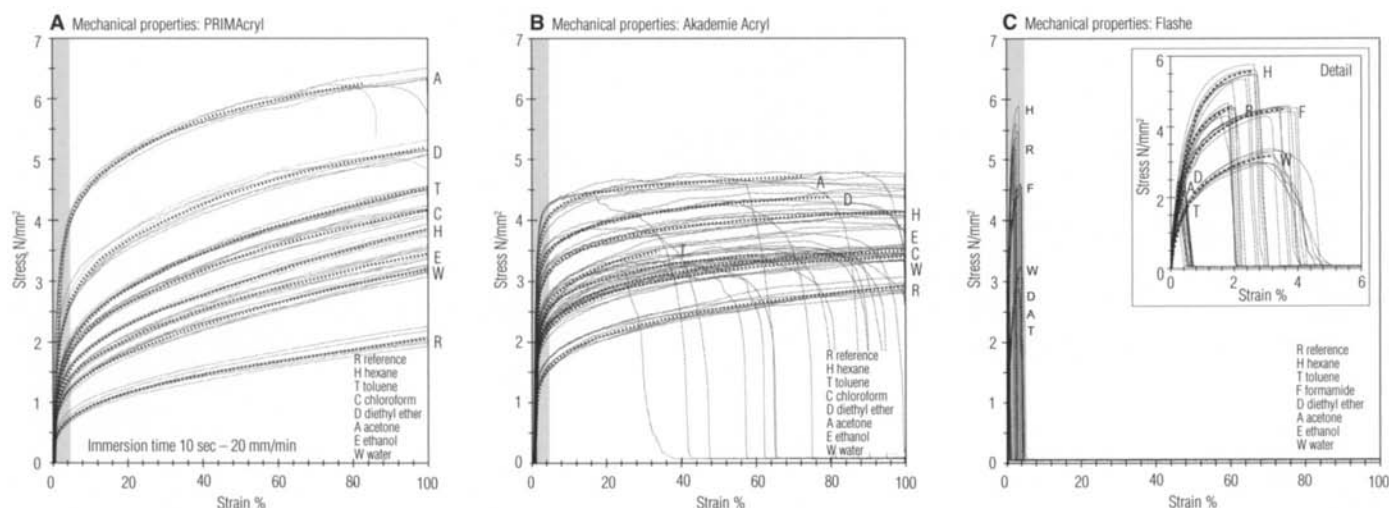 A Mechanical properties: PRIMAcryl
7
6
5
4
3
2
1
0
Stress N/mm²
A
D
T
C
H
E
W
R
R reference
H hexane
T toluene
C chloroform
D diethyl ether
A acetone
E ethanol
W water
Immersion time 10 sec – 20 mm/min
0 20 40 60 80 100
Strain %
B Mechanical properties: Akademie Acryl
7
6
5
4
3
2
1
0
Stress N/mm²
A
D
H
T
E
C
W
R
R reference
H hexane
T toluene
C chloroform
D diethyl ether
A acetone
E ethanol
W water
0 20 40 60 80 100
Strain %
C Mechanical properties: Flashe
7
6
5
4
3
2
1
0
Stress N/mm²
H
R
F
W
D
A
T
Detail
6
5
4
3
2
0
Stress N/mm²
H
R
F
W
D
A
T
0 2 4 6
Strain %
R reference
H hexane
T toluene
F formamide
D diethyl ether
A acetone
E ethanol
W water
0 20 40 60 80 100
Strain %